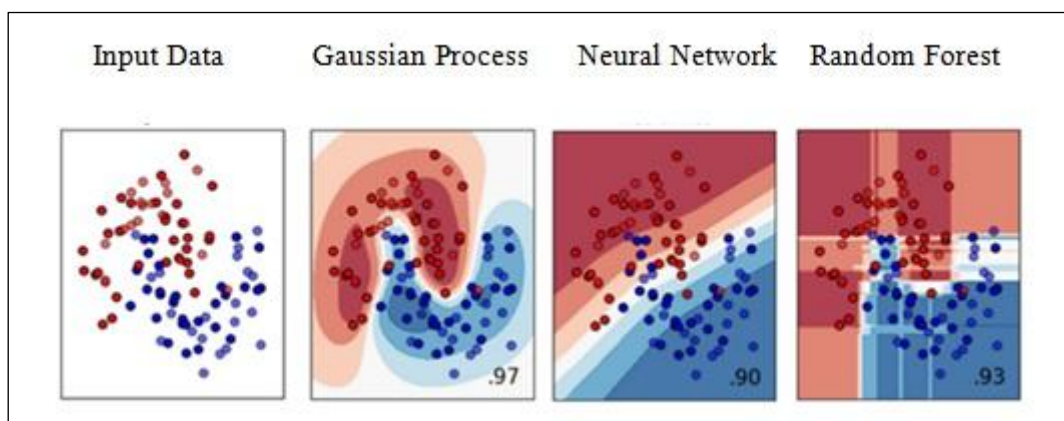 Input Data Gaussian Process Neural Network Random Forest
.97 .90 .93